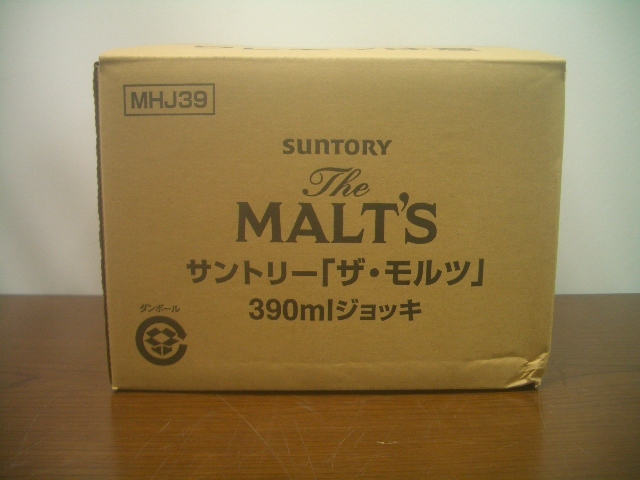 MHJ39
SUNTORY
The
MALT'S
サントリー「ザ・モルツ」
390mlジョッキ
ダンボール